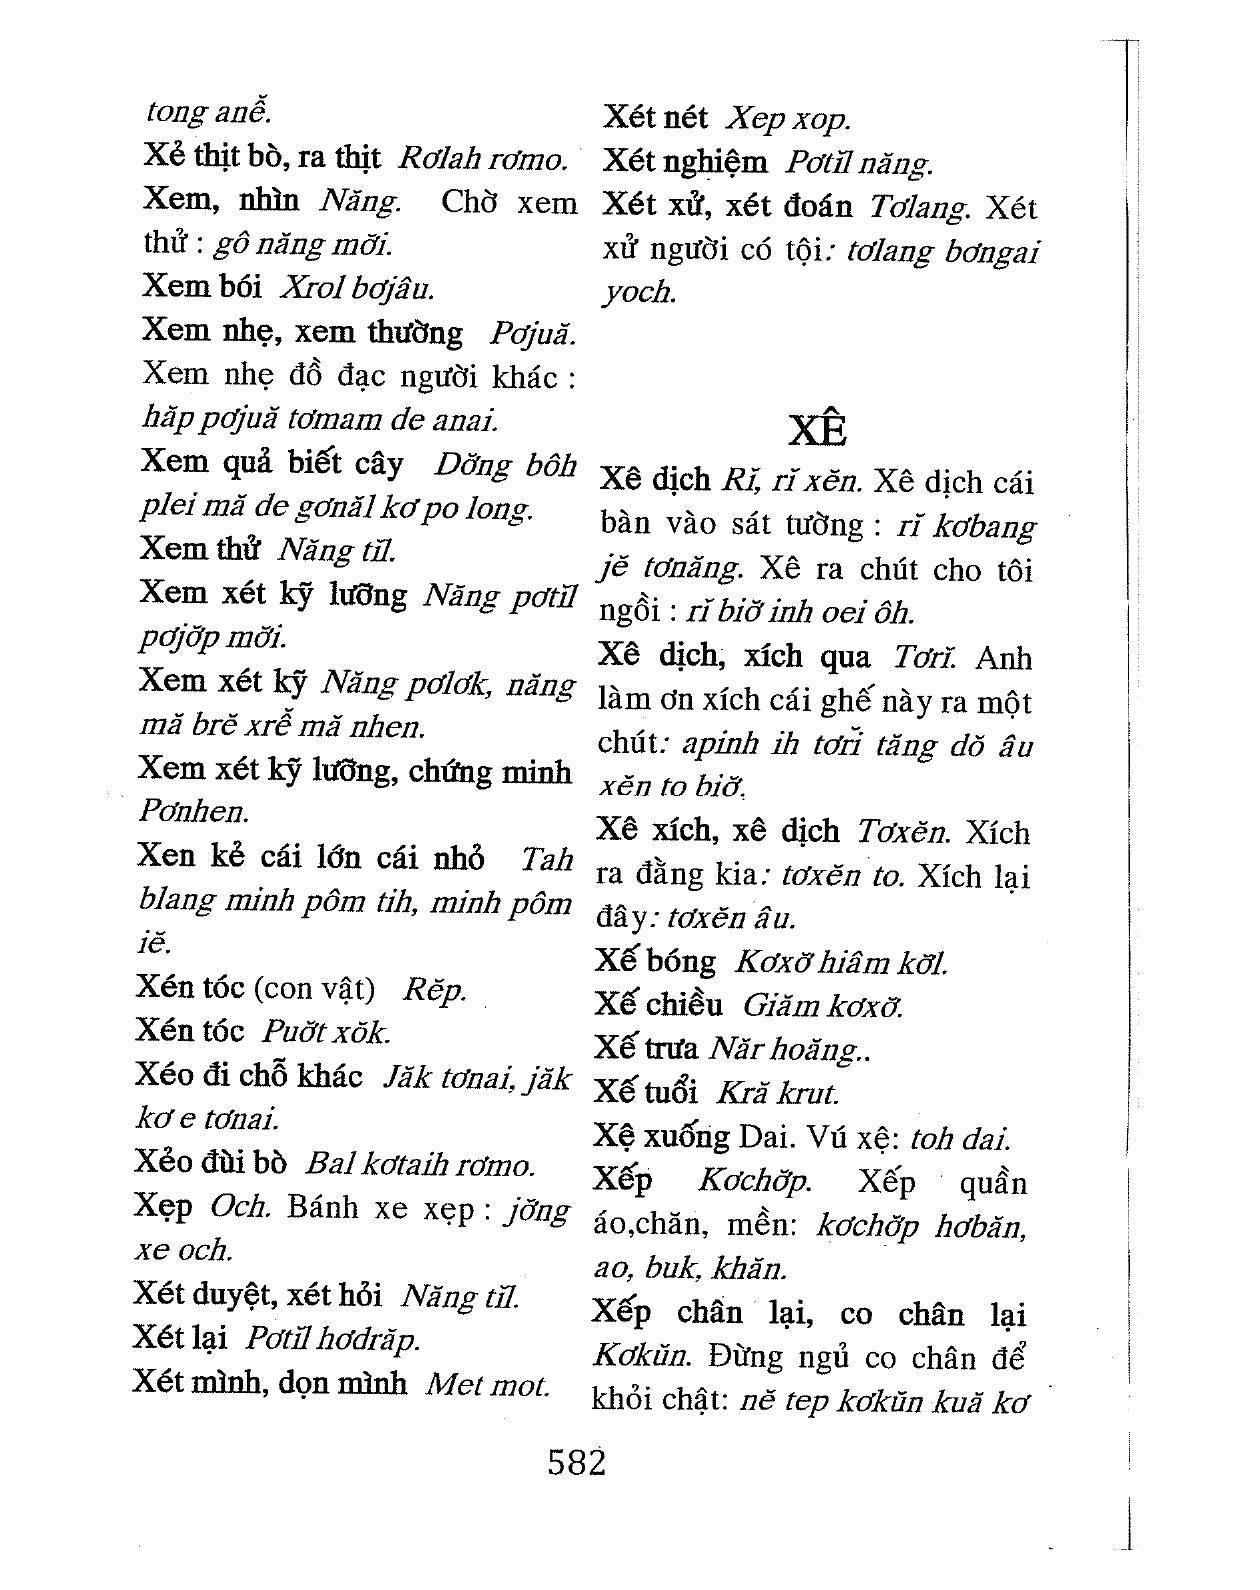 tong anễ̆.
Xẻ thịt bò, ra thịt Rơlah rơmo.
Xem, nhìn Năng. Chờ xem
thử : gô năng mơ̆i.
Xem bói Xrol bơjâu.
Xem nhẹ, xem thường Pơjuă.
Xem nhẹ đồ đạc người khác :
hăp pơjuă tơmam de anai.
Xem quả biết cây Dơ̆ng bôh
plei mă de gơnăl kơ po long.
Xem thử Năng tĭl.
Xem xét kỹ lưỡng Năng pơtĭl
pơjơ̆p mơ̆i.
Xem xét kỹ Năng pơlơk, năng
mă brĕ xrê̆ mă nhen.
Xem xét kỹ lưỡng, chứng minh
Pơnhen.
Xen kẻ cái lớn cái nhỏ Tah
blang minh pôm tih, minh pôm
iĕ.
Xén tóc (con vật) Rĕp.
Xén tóc Puơ̆t xŏk.
Xéo đi chỗ khác Jăk tơnai, jăk
kơ e tơnai.
Xẻo đùi bò Bal kơtaih rơmo.
Xẹp Och. Bánh xe xẹp : jơ̆ng
xe och.
Xét duyệt, xét hỏi Năng tĭl.
Xét lại Pơtĭl hơdrăp.
Xét mình, dọn mình Met mot.
Xét nét Xep xop.
Xét nghiệm Pơtĭl năng.
Xét xử, xét đoán Tơlang. Xét
xử người có tội: tơlang bơngai
yoch.
XÊ
Xê dịch Rĭ, rĭ xĕn. Xê dịch cái
bàn vào sát tường : rĭ kơbang
jĕ tơnăng. Xê ra chút cho tôi
ngồi : rĭ biơ̆ inh oei ôh.
Xê dịch, xích qua Tơrĭ. Anh
làm ơn xích cái ghế này ra một
chút: apinh ih tơrĭ tăng dŏ âu
xĕn to biơ̆.
Xê xích, xê dịch Tơxĕn. Xích
ra đằng kia: tơxĕn to. Xích lại
đây: tơxĕn âu.
Xế bóng Kơxơ̆ hiâm kơ̆l.
Xế chiều Giăm kơxơ̆.
Xế trưa Năr hoăng..
Xế tuổi Kră krut.
Xệ xuống Dai. Vú xệ: toh dai.
Xếp Kơchơ̆p. Xếp quần
áo,chăn, mền: kơchơ̆p hơbăn,
ao, buk, khăn.
Xếp chân lại, co chân lại
Kơkŭn. Đừng ngủ co chân để
khỏi chật: nĕ tep kơkŭn kuă kơ
582